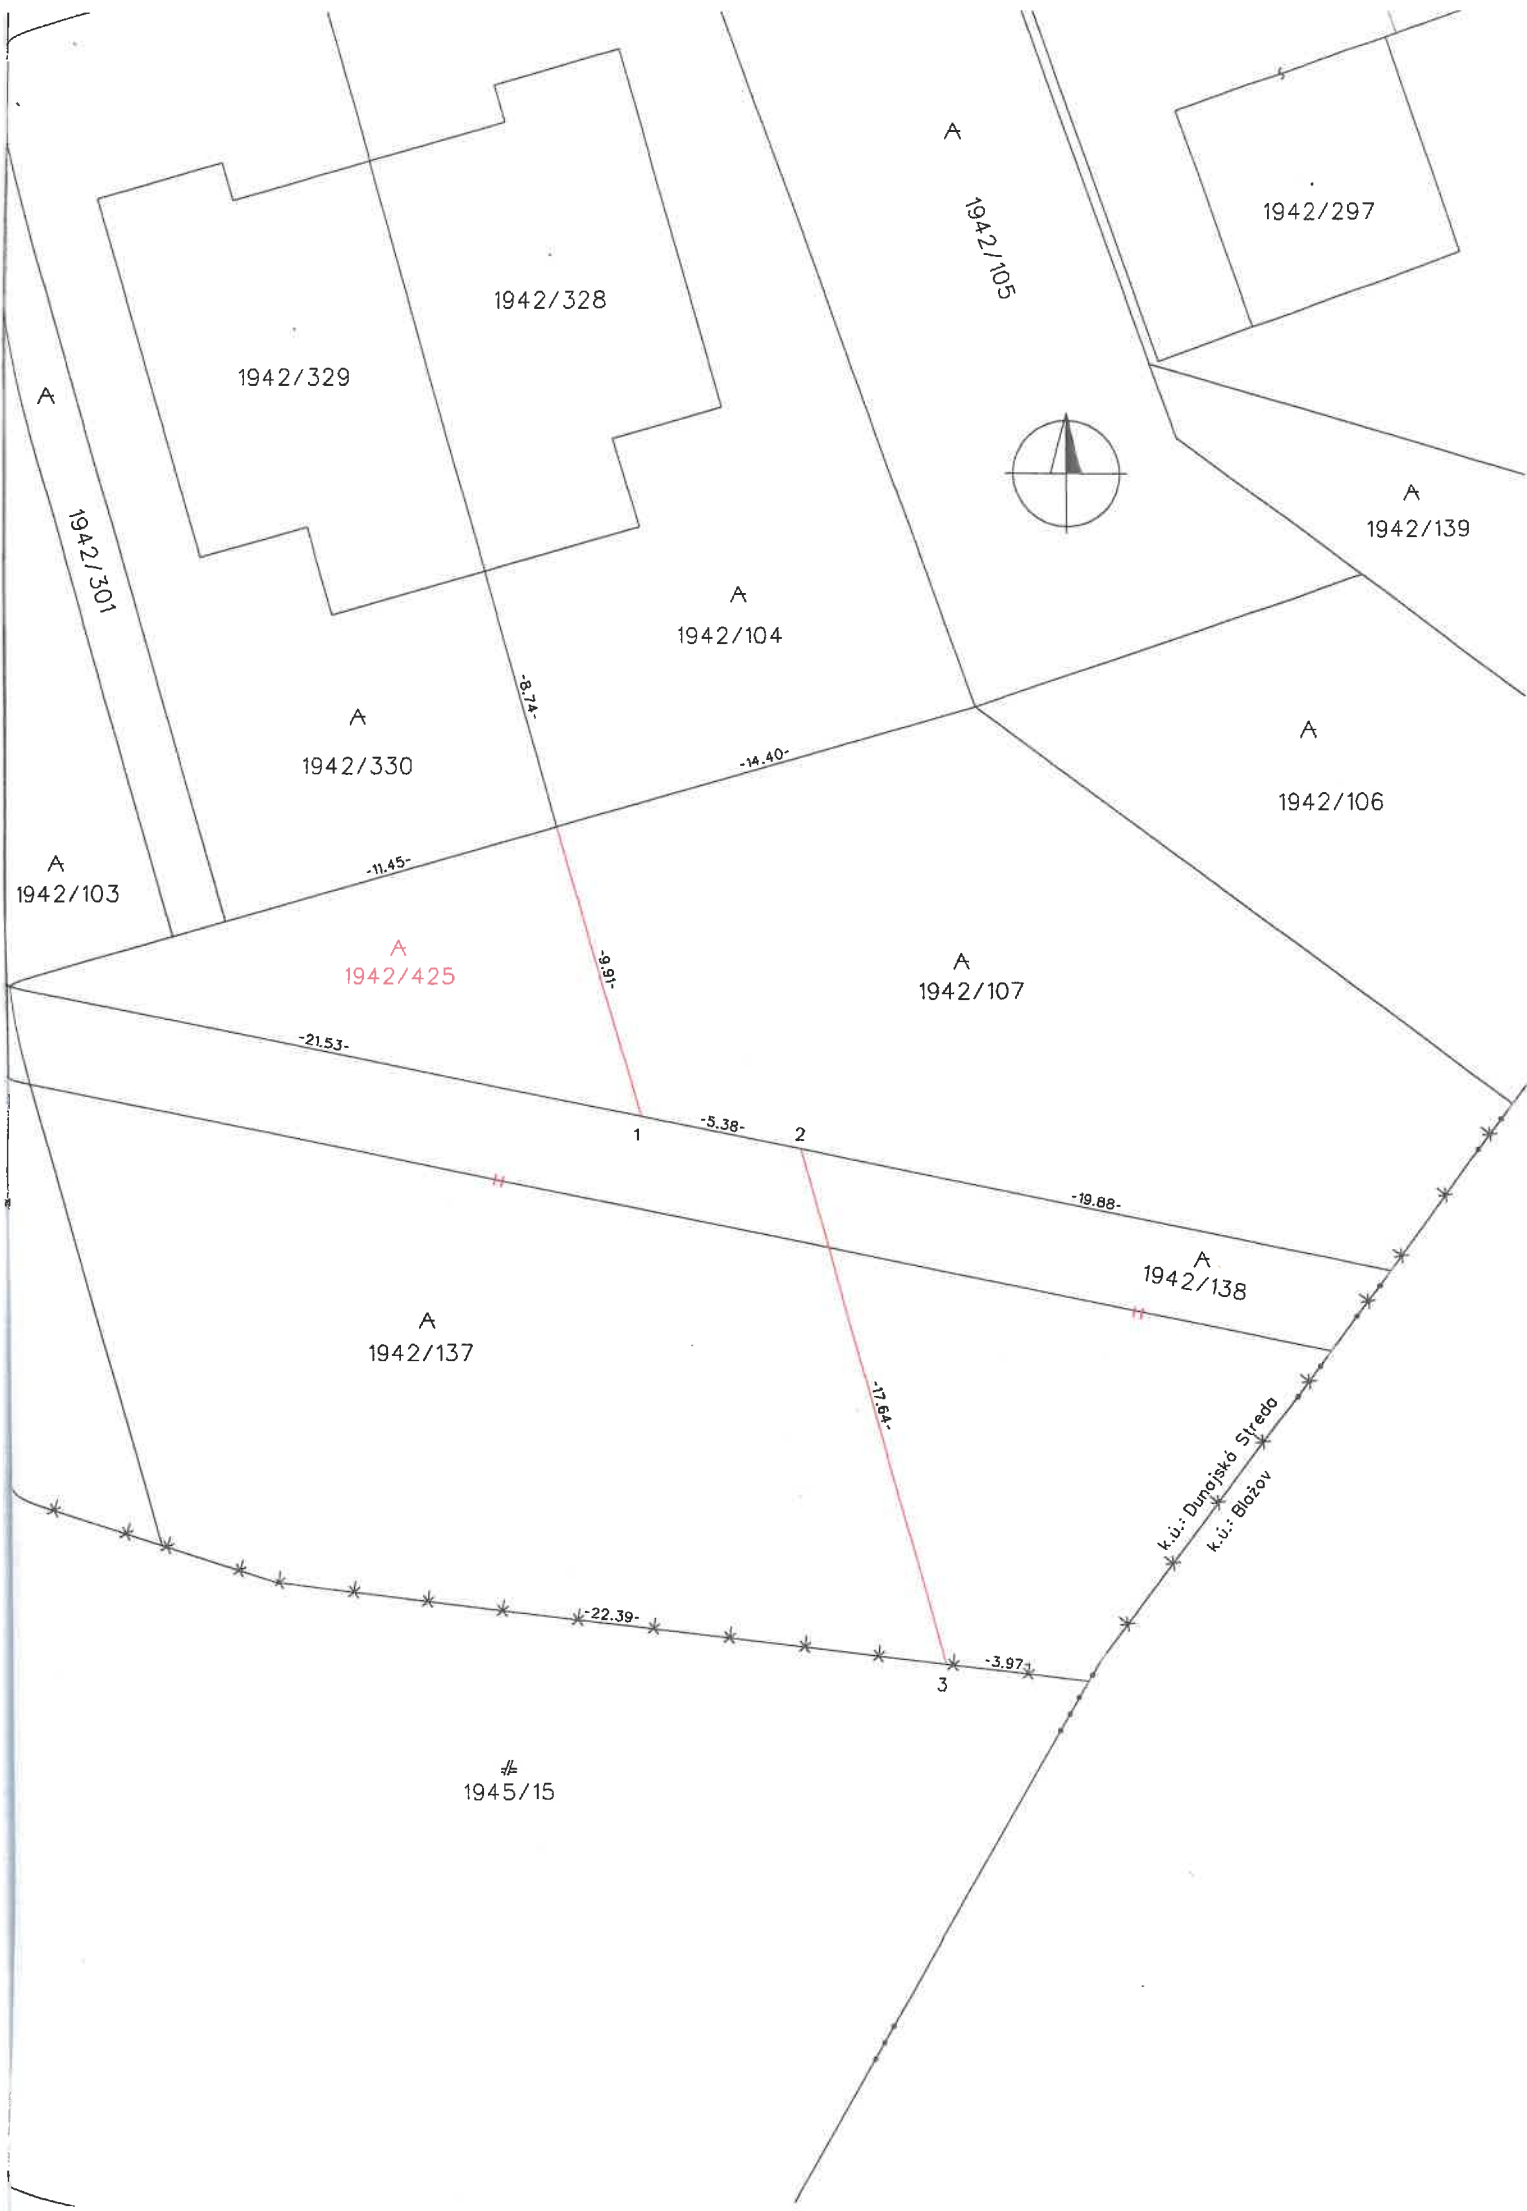 A
1942/105
1942/297
1942/328
1942/329
A
1942/301
A
1942/139
A
1942/104
-8.74-
A
1942/330
-14.40-
A
1942/106
-11.45-
A
1942/103
A
1942/425
-9.91-
A
1942/107
-21.53-
1
-5.38-
2
-19.88-
A
1942/138
A
1942/137
-17.64-
k.ú.: Dunajská Streda
k.ú.: Blažov
-22.39-
-3.97-
3
1945/15